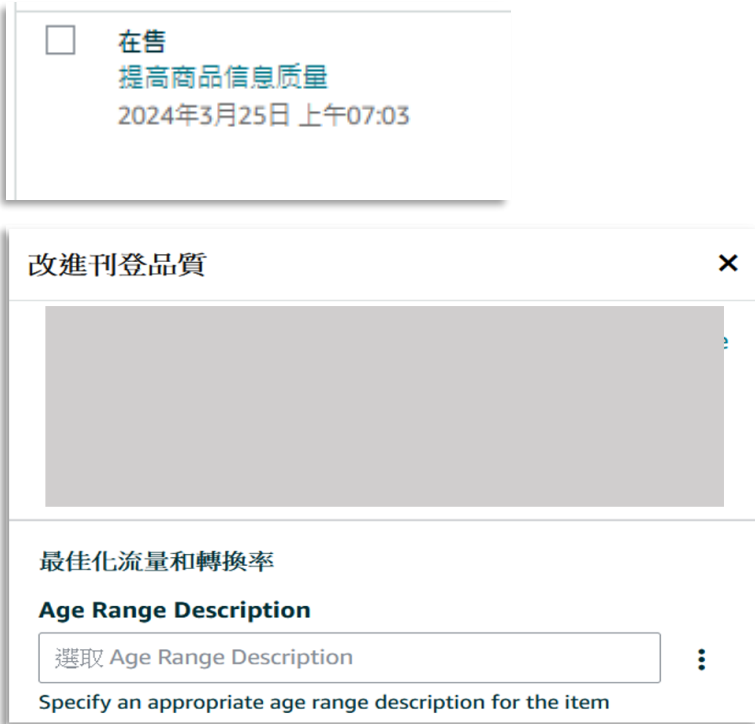 在售
提高商品信息质量
2024年3月25日 上午07:03
改進刊登品質
最佳化流量和轉換率
Age Range Description
選取 Age Range Description
Specify an appropriate age range description for the item